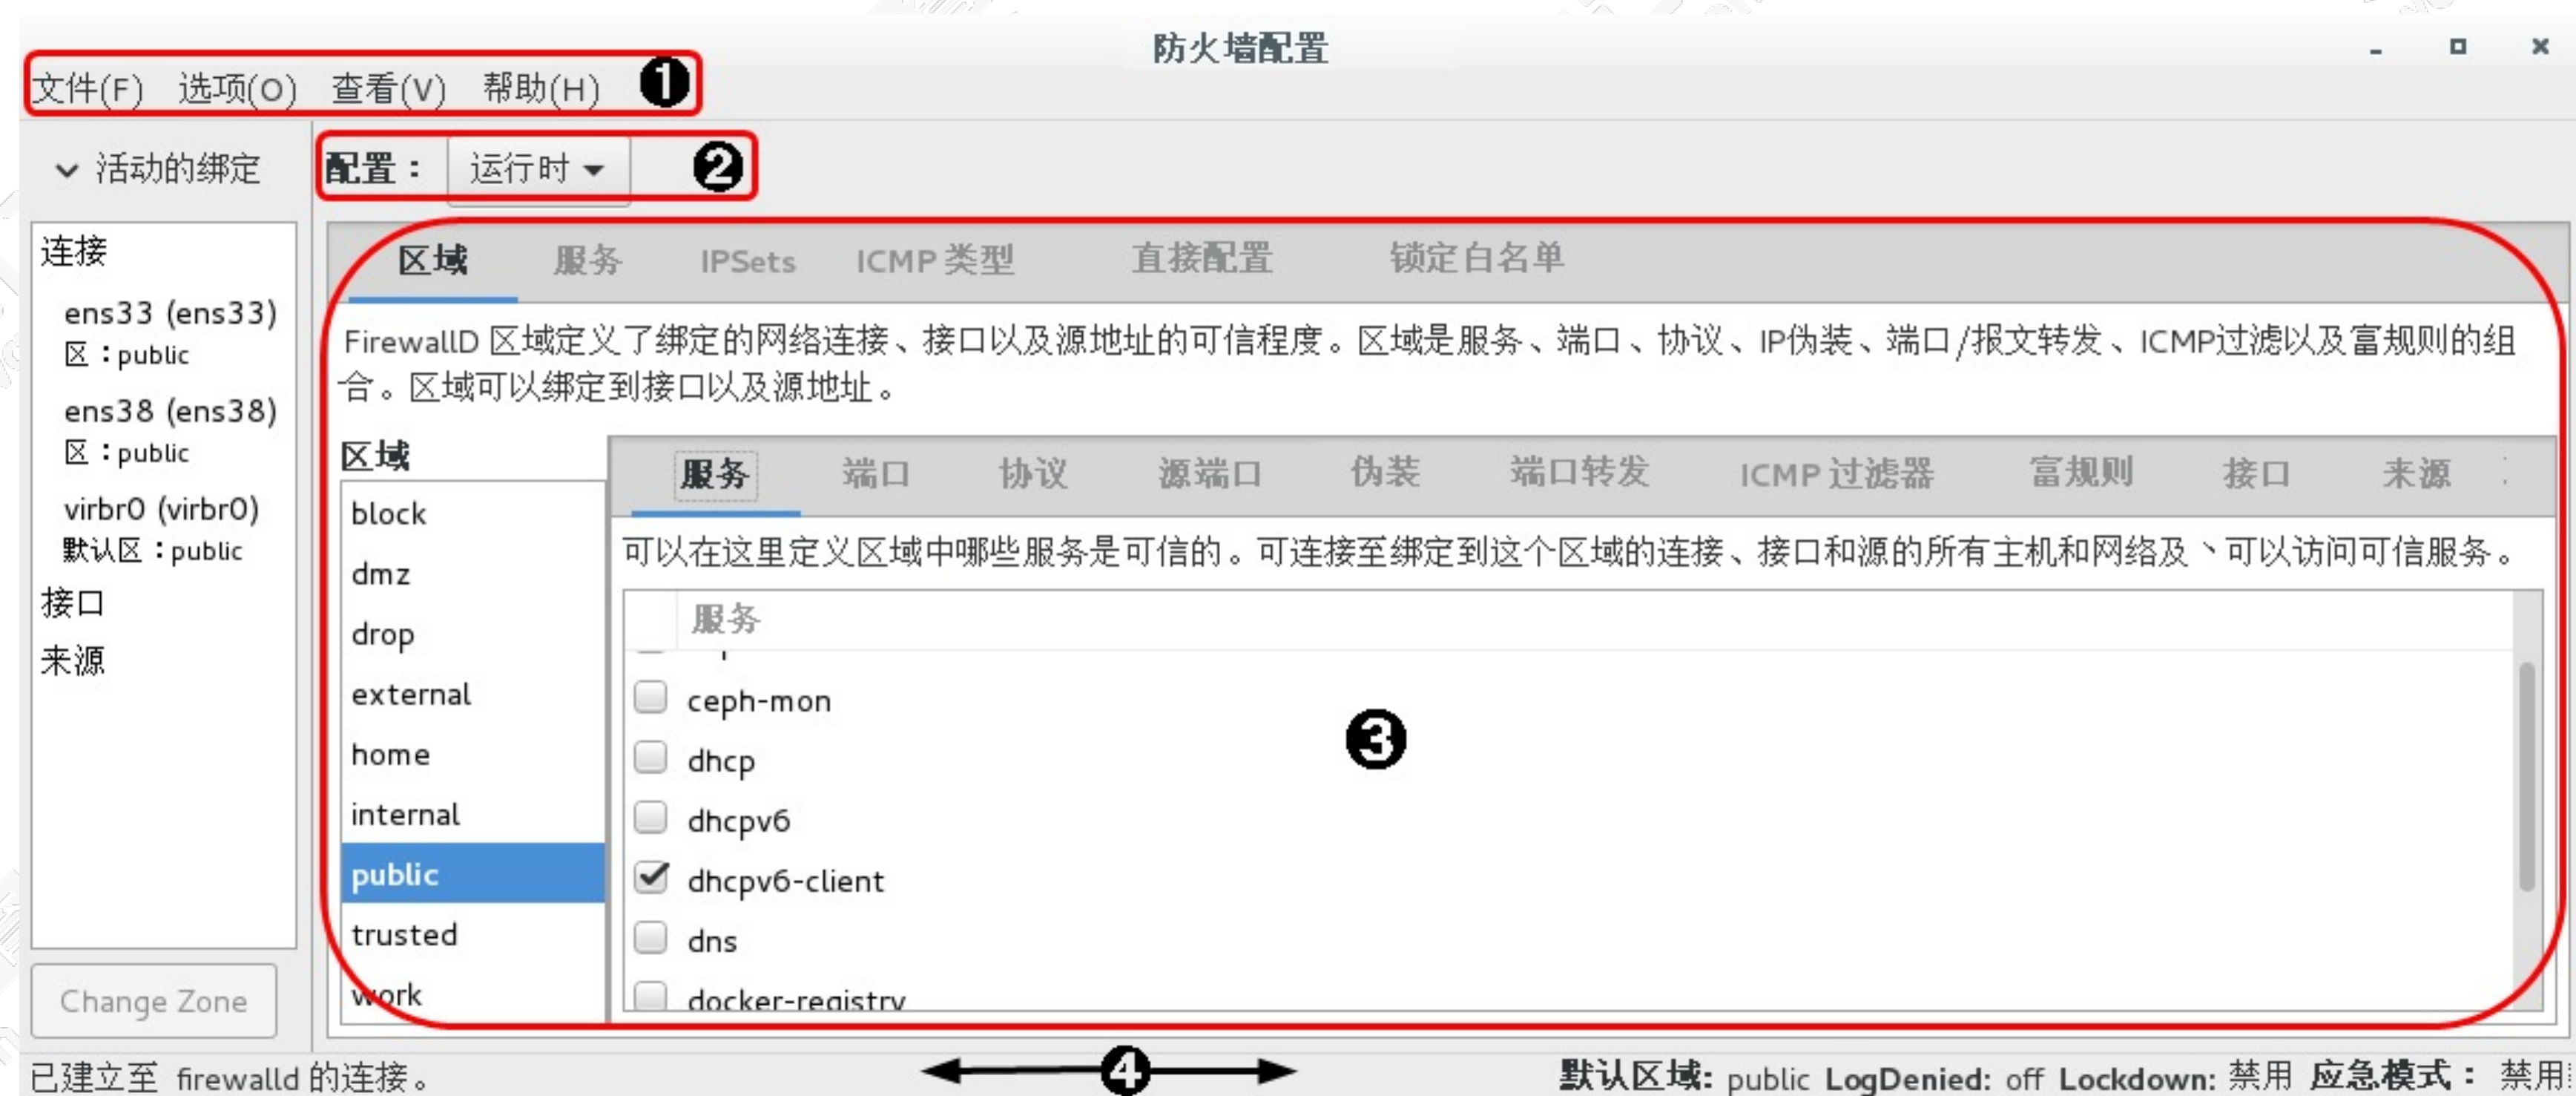 防火墙配置
文件(F) 选项(O) 查看(V) 帮助(H) ❶
活动的绑定
配置： 运行时 ❷
连接
ens33 (ens33)
区：public
ens38 (ens38)
区：public
virbr0 (virbr0)
默认区：public
接口
来源
Change Zone
区域 服务 IPSets ICMP 类型 直接配置 锁定白名单
FirewallD 区域定义了绑定的网络连接、接口以及源地址的可信程度。区域是服务、端口、协议、IP伪装、端口/报文转发、ICMP过滤以及富规则的组
合。区域可以绑定到接口以及源地址。
区域
block
dmz
drop
external
home
internal
public
trusted
work
服务 端口 协议 源端口 伪装 端口转发 ICMP 过滤器 富规则 接口 来源
可以在这里定义区域中哪些服务是可信的。可连接至绑定到这个区域的连接、接口和源的所有主机和网络及丶可以访问可信服务。
服务
ceph-mon
dhcp
❸
dhcpv6
dhcpv6-client
dns
docker-registry
已建立至 firewalld 的连接。 ❹ 默认区域: public LogDenied: off Lockdown: 禁用 应急模式： 禁用